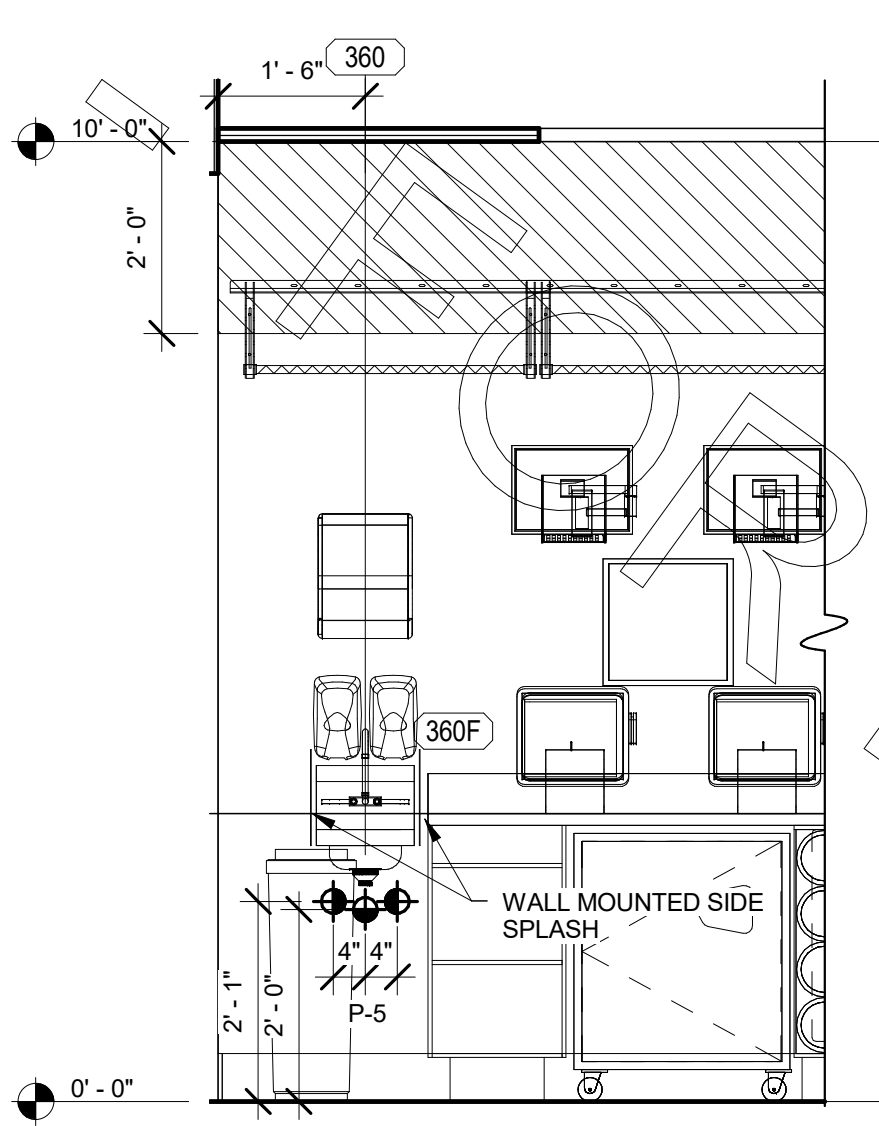 1' - 6"
360
10' - 0"
2' - 0"
360F
WALL MOUNTED SIDE
SPLASH
4" 4"
P-5
2' - 1"
2' - 0"
0' - 0"